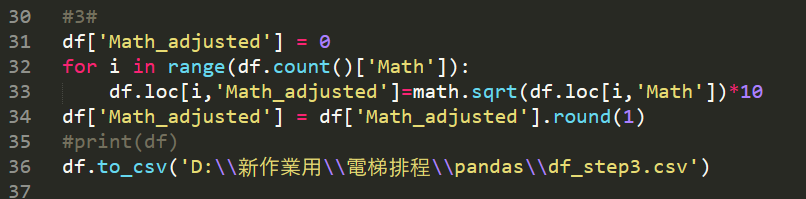 30 #3#
31 df['Math_adjusted'] = 0
32 for i in range(df.count()['Math']):
33     df.loc[i,'Math_adjusted']=math.sqrt(df.loc[i,'Math'])*10
34 df['Math_adjusted'] = df['Math_adjusted'].round(1)
35 #print(df)
36 df.to_csv('D:\\新作業用\\電梯排程\\pandas\\df_step3.csv')
37